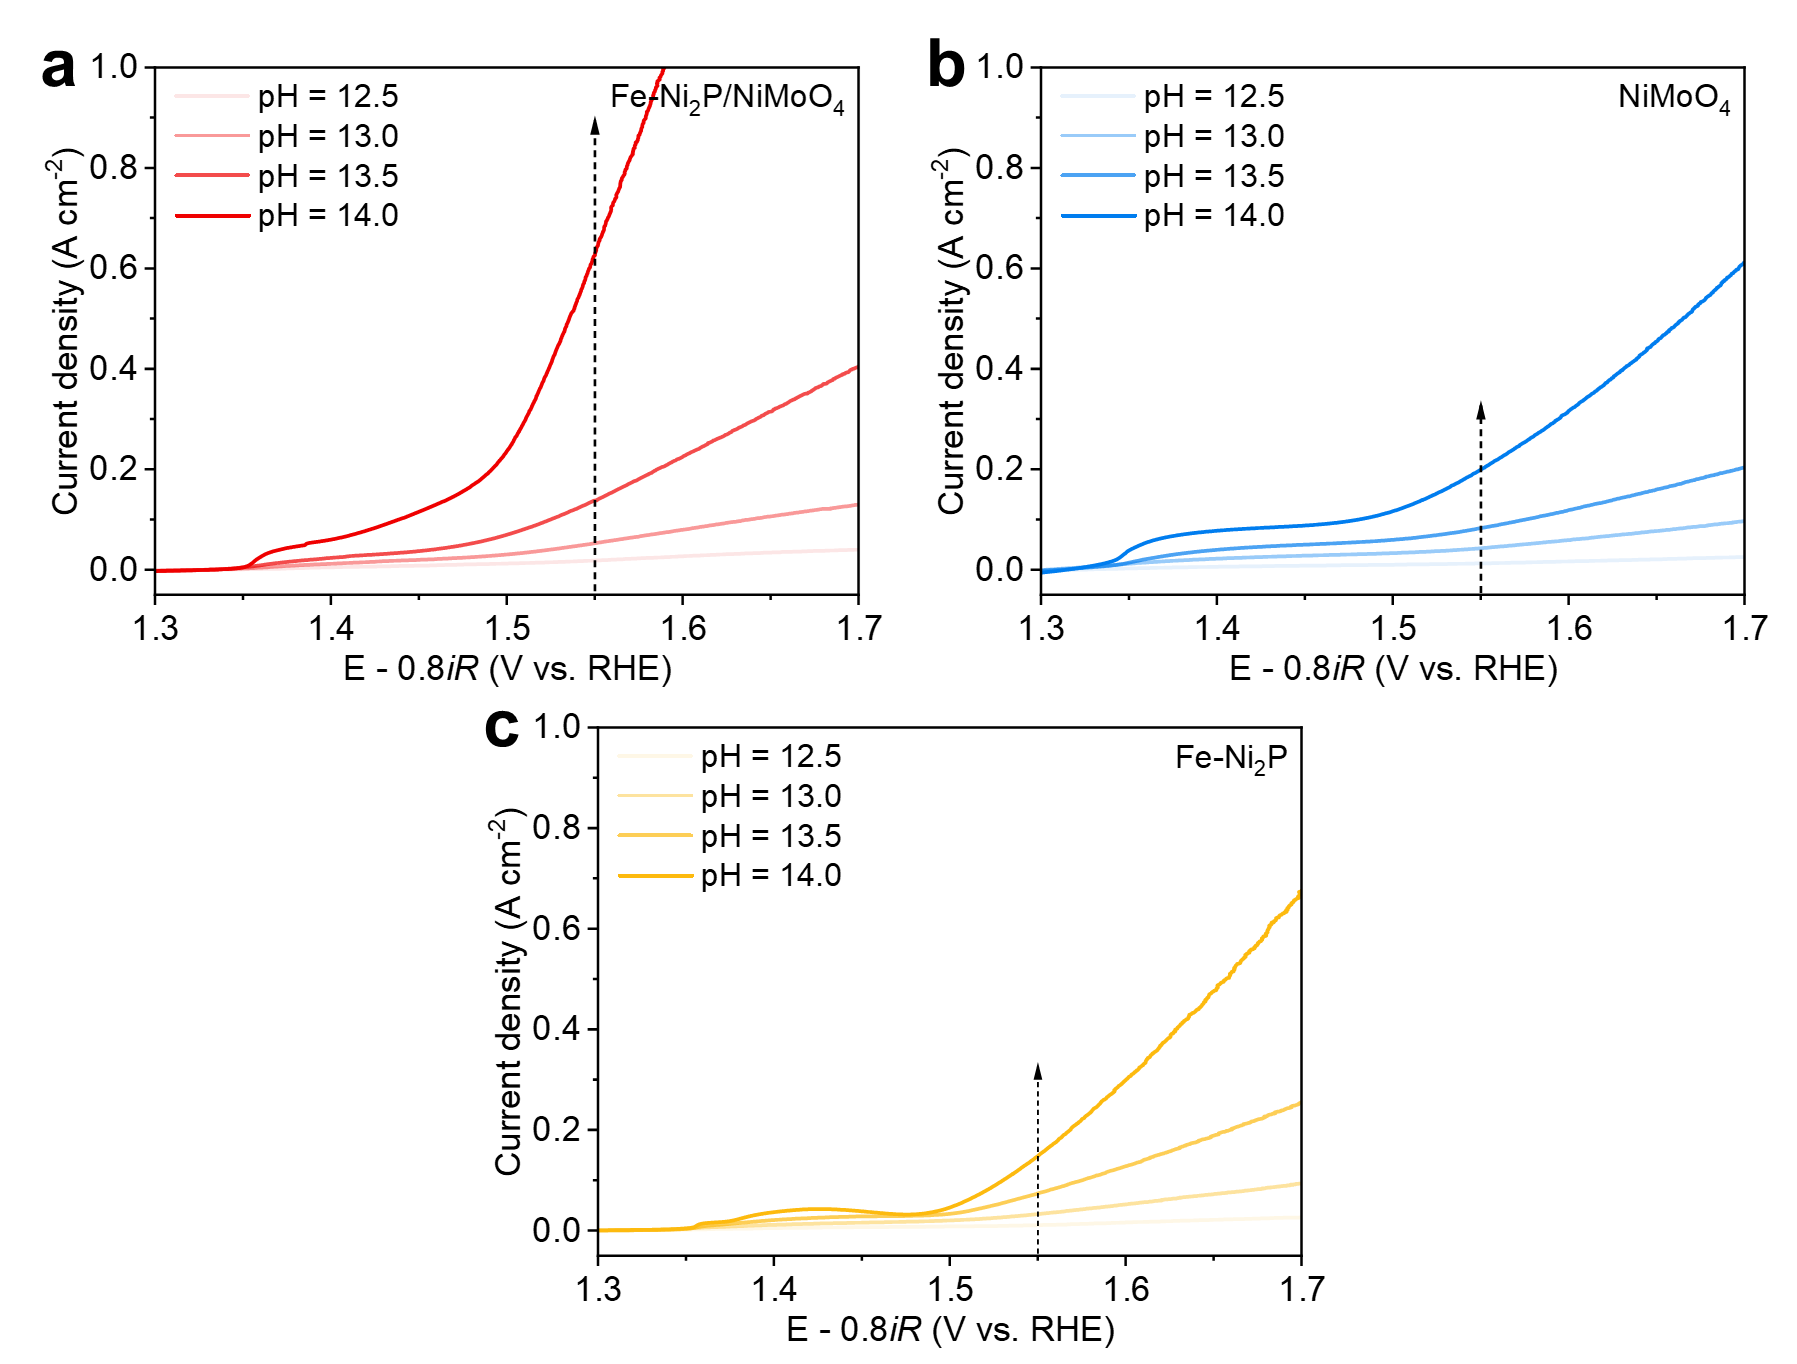 a
Fe-Ni₂P/NiMoO₄
pH = 12.5
pH = 13.0
pH = 13.5
pH = 14.0
Current density (A cm⁻²)
1.0
0.8
0.6
0.4
0.2
0.0
1.3 1.4 1.5 1.6 1.7
E - 0.8iR (V vs. RHE)
b
NiMoO₄
pH = 12.5
pH = 13.0
pH = 13.5
pH = 14.0
Current density (A cm⁻²)
1.0
0.8
0.6
0.4
0.2
0.0
1.3 1.4 1.5 1.6 1.7
E - 0.8iR (V vs. RHE)
c
Fe-Ni₂P
pH = 12.5
pH = 13.0
pH = 13.5
pH = 14.0
Current density (A cm⁻²)
1.0
0.8
0.6
0.4
0.2
0.0
1.3 1.4 1.5 1.6 1.7
E - 0.8iR (V vs. RHE)